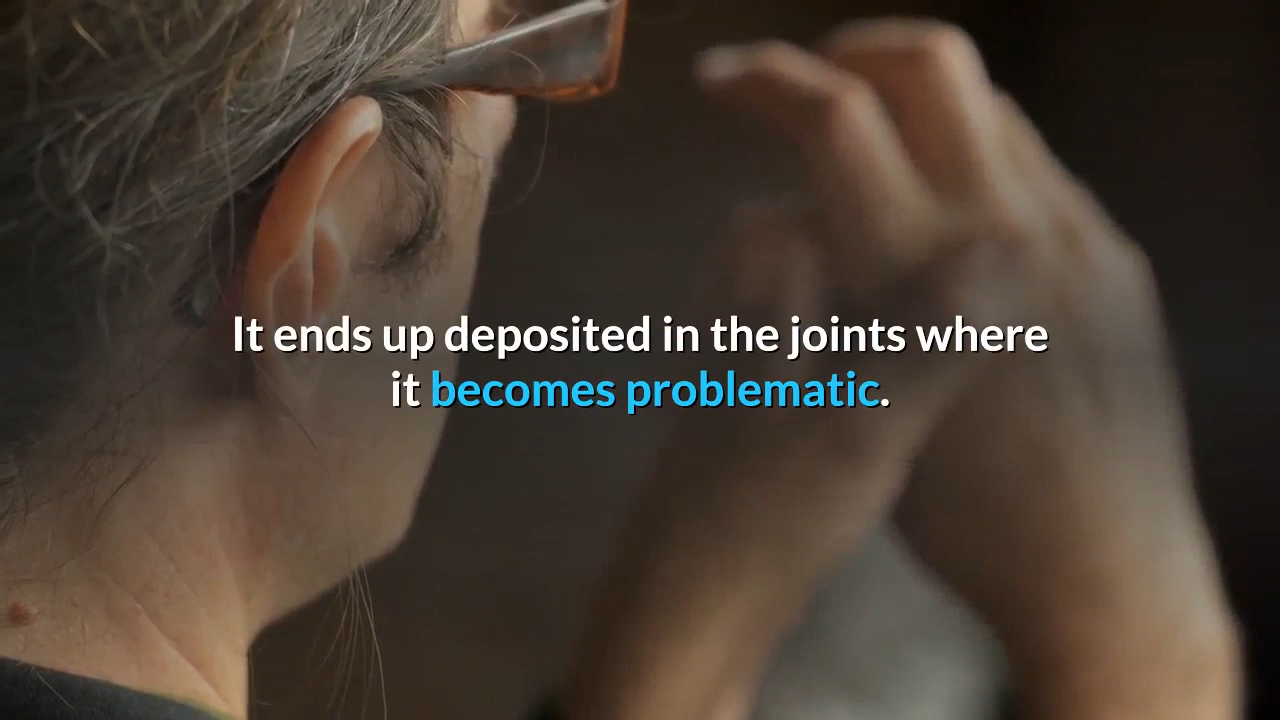 It ends up deposited in the joints where
it becomes problematic.